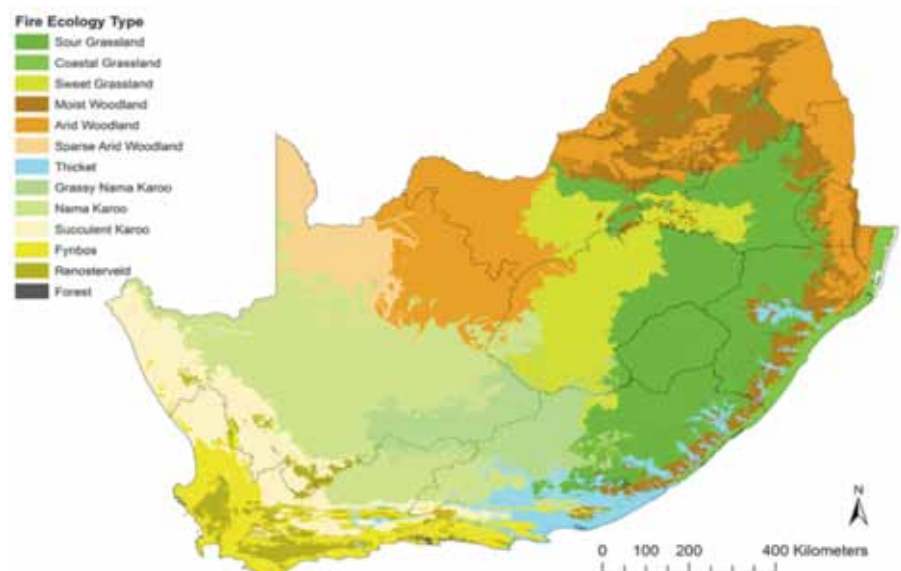 Fire Ecology Type
Sour Grassland
Coastal Grassland
Sweet Grassland
Moist Woodland
Arid Woodland
Sparse Arid Woodland
Thicket
Grassy Nama Karoo
Nama Karoo
Succulent Karoo
Fynbos
Renosterveld
Forest
N
0 100 200 400 Kilometers